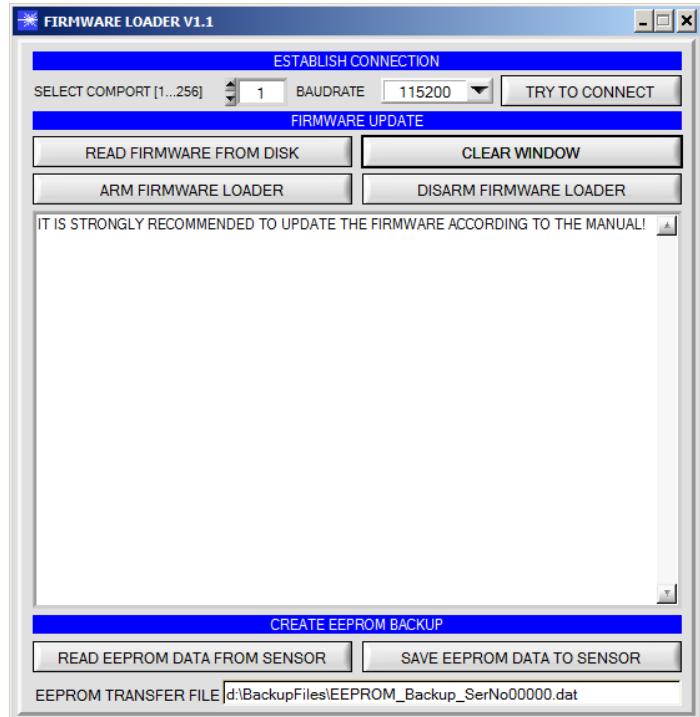 FIRMWARE LOADER V1.1
ESTABLISH CONNECTION
SELECT COMPORT [1...256] 1 BAUDRATE 115200 TRY TO CONNECT
FIRMWARE UPDATE
READ FIRMWARE FROM DISK CLEAR WINDOW
ARM FIRMWARE LOADER DISARM FIRMWARE LOADER
IT IS STRONGLY RECOMMENDED TO UPDATE THE FIRMWARE ACCORDING TO THE MANUAL!
CREATE EEPROM BACKUP
READ EEPROM DATA FROM SENSOR SAVE EEPROM DATA TO SENSOR
EEPROM TRANSFER FILE d:\BackupFiles\EEPROM_Backup_SerNo00000.dat